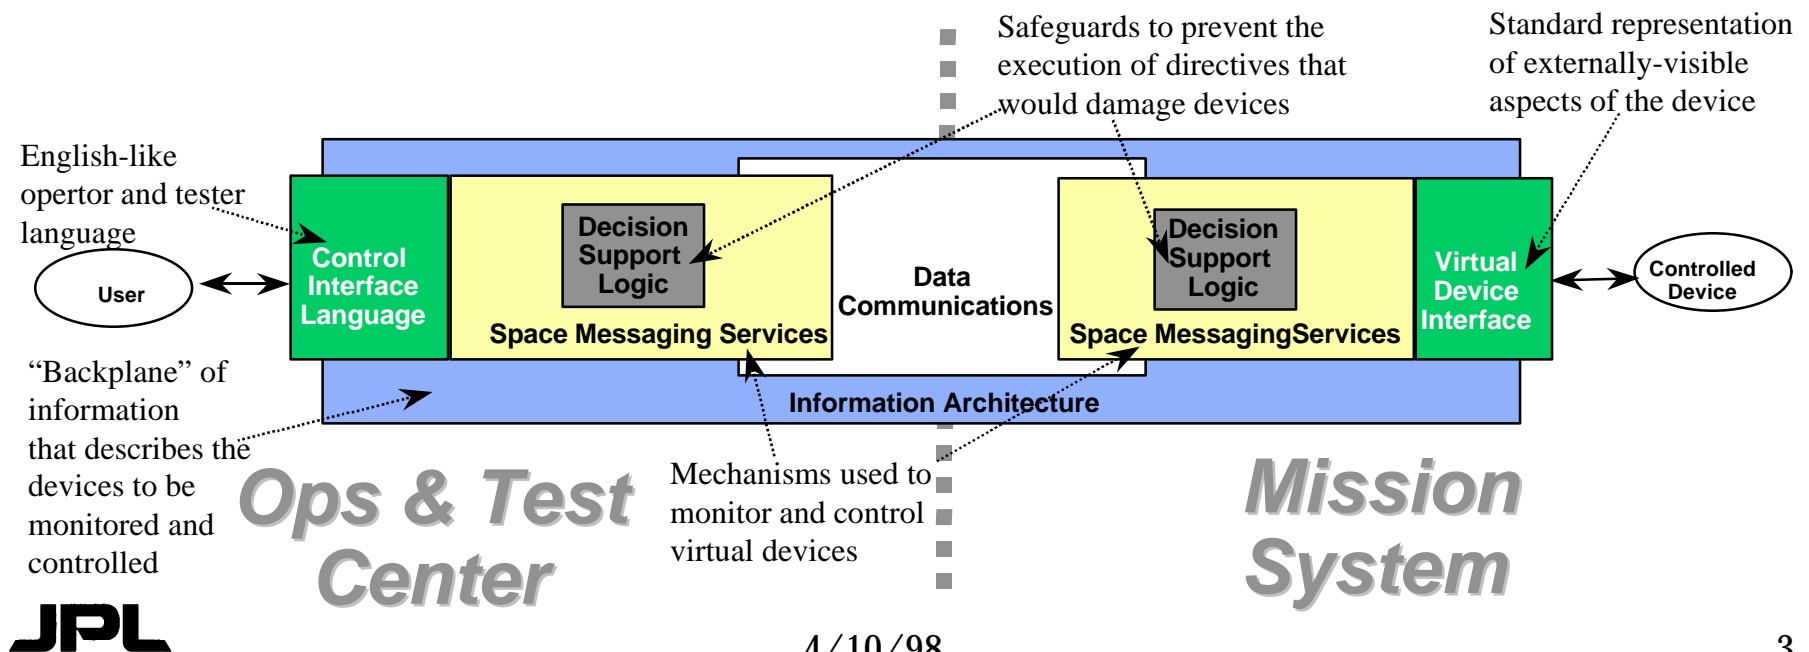 Safeguards to prevent the
execution of directives that
would damage devices
Standard representation
of externally-visible
aspects of the device
English-like
opertor and tester
language
User
Control
Interface
Language
Decision
Support
Logic
Space Messaging Services
Data
Communications
Decision
Support
Logic
Space MessagingServices
Virtual
Device
Interface
Controlled
Device
Information Architecture
“Backplane” of
information
that describes the
devices to be
monitored and
controlled
Ops & Test
Center
Mechanisms used to
monitor and control
virtual devices
Mission
System
JPL
4/10/98
3